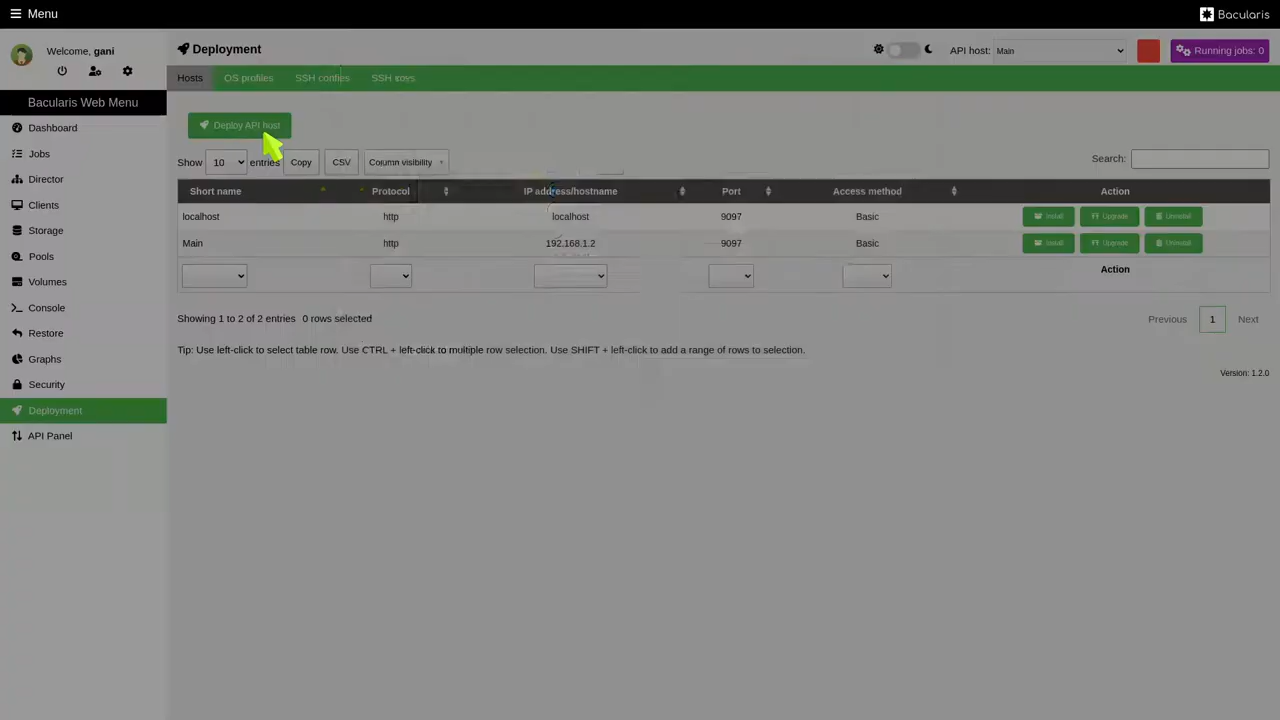 Menu
Bacularis
Welcome, gani
Deployment
API host: Main
Running jobs: 0
Hosts OS profiles SSH configs SSH keys
Bacularis Web Menu
Dashboard
Jobs
Director
Clients
Storage
Pools
Volumes
Console
Restore
Graphs
Security
Deployment
API Panel
Deploy API host
Show 10 entries Copy CSV Column visibility
Search:
Short name Protocol IP address/hostname Port Access method Action
localhost http localhost 9097 Basic Install Upgrade Uninstall
Main http 192.168.1.2 9097 Basic Install Upgrade Uninstall
Action
Showing 1 to 2 of 2 entries 0 rows selected
Previous 1 Next
Tip: Use left-click to select table row. Use CTRL + left-click to multiple row selection. Use SHIFT + left-click to add a range of rows to selection.
Version: 1.2.0